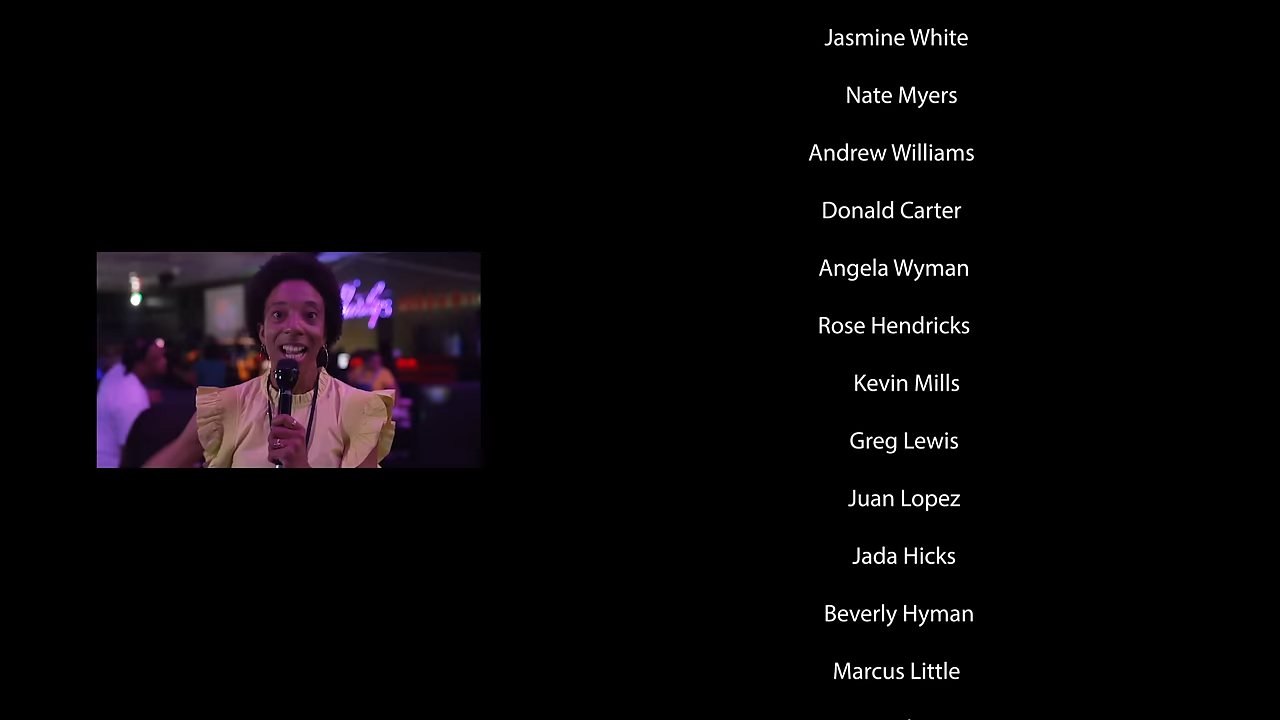 Jasmine White
Nate Myers
Andrew Williams
Donald Carter
Angela Wyman
Rose Hendricks
Kevin Mills
Greg Lewis
Juan Lopez
Jada Hicks
Beverly Hyman
Marcus Little